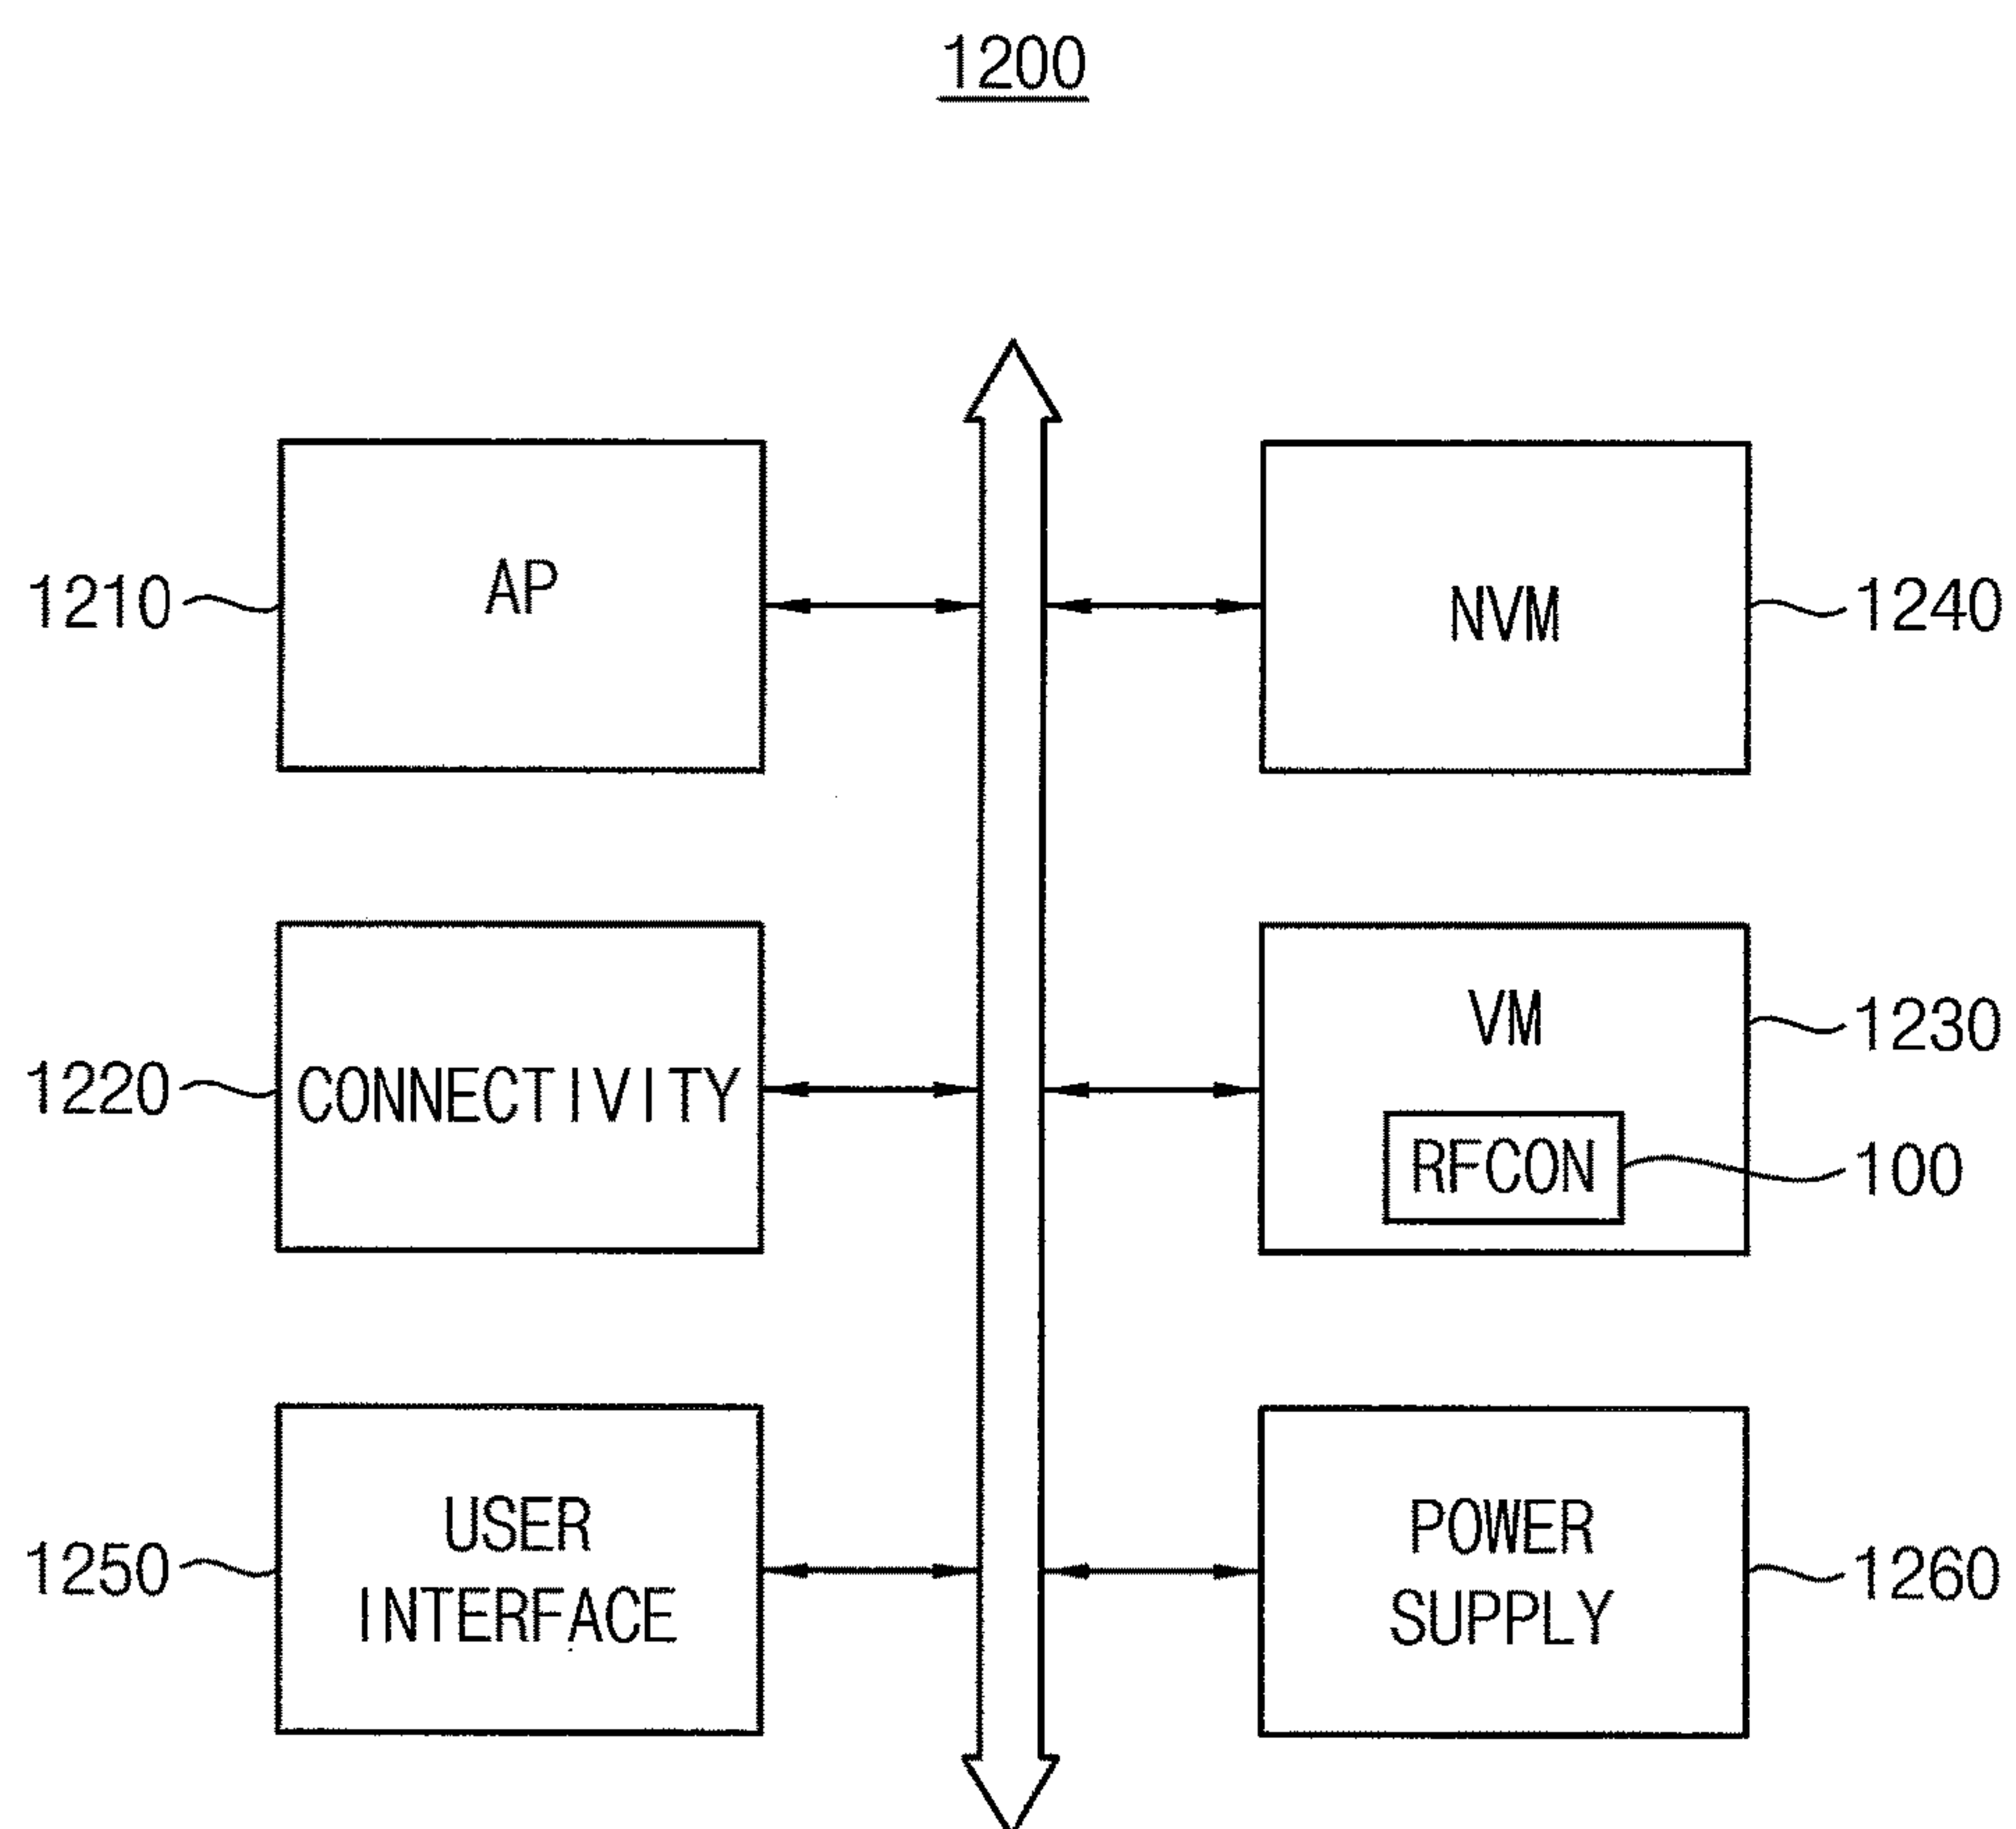 1200
1210
AP
NVM
1240
1220
CONNECTIVITY
VM
1230
RFCON
100
1250
USER
INTERFACE
POWER
SUPPLY
1260